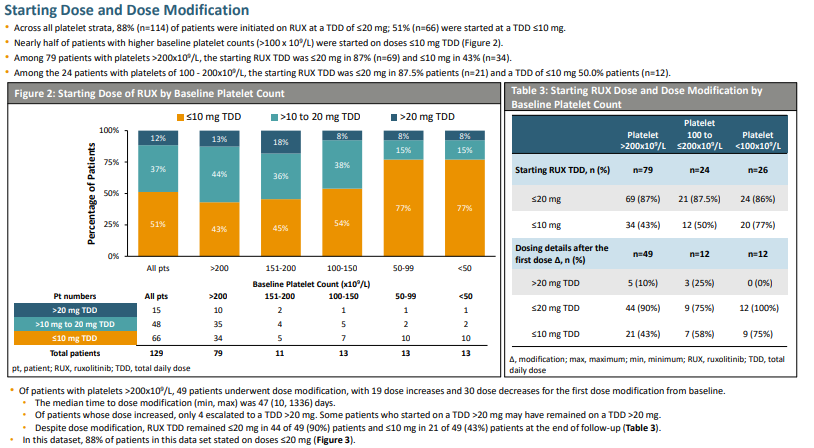 Starting Dose and Dose Modification
• Across all platelet strata, 88% (n=114) of patients were initiated on RUX at a TDD of ≤20 mg; 51% (n=66) were started at a TDD ≤10 mg.
• Nearly half of patients with higher baseline platelet counts (>100 x 10⁹/L) were started on doses ≤10 mg TDD (Figure 2).
• Among 79 patients with platelets >200x10⁹/L, the starting RUX TDD was ≤20 mg in 87% (n=69) and ≤10 mg in 43% (n=34).
• Among the 24 patients with platelets of 100 - 200x10⁹/L, the starting RUX TDD was ≤20 mg in 87.5% patients (n=21) and a TDD of ≤10 mg 50.0% patients (n=12).
Figure 2: Starting Dose of RUX by Baseline Platelet Count
≤10 mg TDD >10 to 20 mg TDD >20 mg TDD
Percentage of Patients
100%
75%
50%
25%
0%
12% 13% 18% 8% 8% 8%
37% 44% 36% 38% 15% 15%
51% 43% 45% 54% 77% 77%
All pts >200 151-200 100-150 50-99 <50
Baseline Platelet Count (x10⁹/L)
Pt numbers All pts >200 151-200 100-150 50-99 <50
>20 mg TDD 15 10 2 1 1 1
>10 mg to 20 mg TDD 48 35 4 5 2 2
≤10 mg TDD 66 34 5 7 10 10
Total patients 129 79 11 13 13 13
pt, patient; RUX, ruxolitinib; TDD, total daily dose
Table 3: Starting RUX Dose and Dose Modification by
Baseline Platelet Count
Platelet >200x10⁹/L Platelet 100 to ≤200x10⁹/L Platelet <100x10⁹/L
Starting RUX TDD, n (%) n=79 n=24 n=26
≤20 mg 69 (87%) 21 (87.5%) 24 (86%)
≤10 mg 34 (43%) 12 (50%) 20 (77%)
Dosing details after the first dose Δ, n (%) n=49 n=12 n=12
>20 mg TDD 5 (10%) 3 (25%) 0 (0%)
≤20 mg TDD 44 (90%) 9 (75%) 12 (100%)
≤10 mg TDD 21 (43%) 7 (58%) 9 (75%)
Δ, modification; max, maximum; min, minimum; RUX, ruxolitinib; TDD, total
daily dose
• Of patients with platelets >200x10⁹/L, 49 patients underwent dose modification, with 19 dose increases and 30 dose decreases for the first dose modification from baseline.
• The median time to dose modification (min, max) was 47 (10, 1336) days.
• Of patients whose dose increased, only 4 escalated to a TDD >20 mg. Some patients who started on a TDD >20 mg may have remained on a TDD >20 mg.
• Despite dose modification, RUX TDD remained ≤20 mg in 44 of 49 (90%) patients and ≤10 mg in 21 of 49 (43%) patients at the end of follow-up (Table 3).
• In this dataset, 88% of patients in this data set stated on doses ≤20 mg (Figure 3).